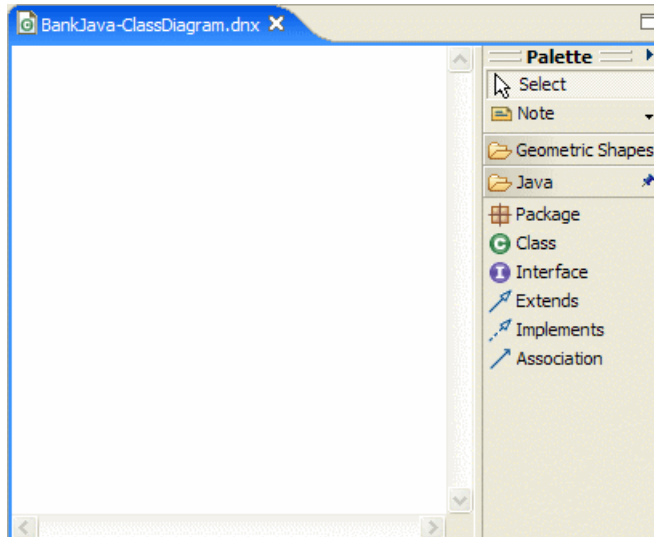 BankJava-ClassDiagram.dnx
Palette
Select
Note
Geometric Shapes
Java
Package
C Class
I Interface
Extends
Implements
Association